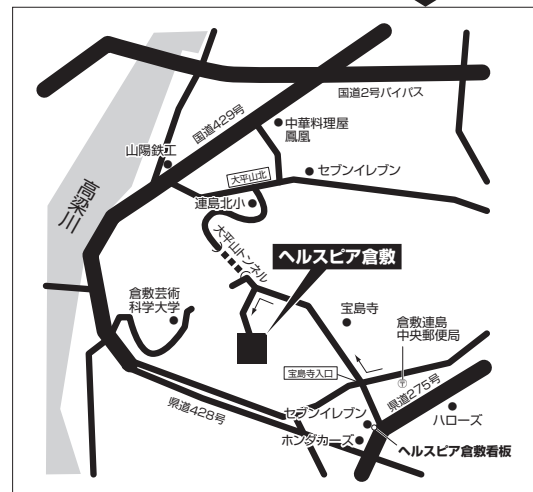 国道2号バイパス
国道429号
中華料理屋
鳳凰
山陽鉄工
大平山北
セブンイレブン
連島北小
高梁川
大平山トンネル
ヘルスピア倉敷
倉敷芸術
科学大学
宝島寺
倉敷連島
中央郵便局
〒
宝島寺入口
県道275号
県道428号
セブンイレブン
ハローズ
ホンダカーズ
ヘルスピア倉敷看板